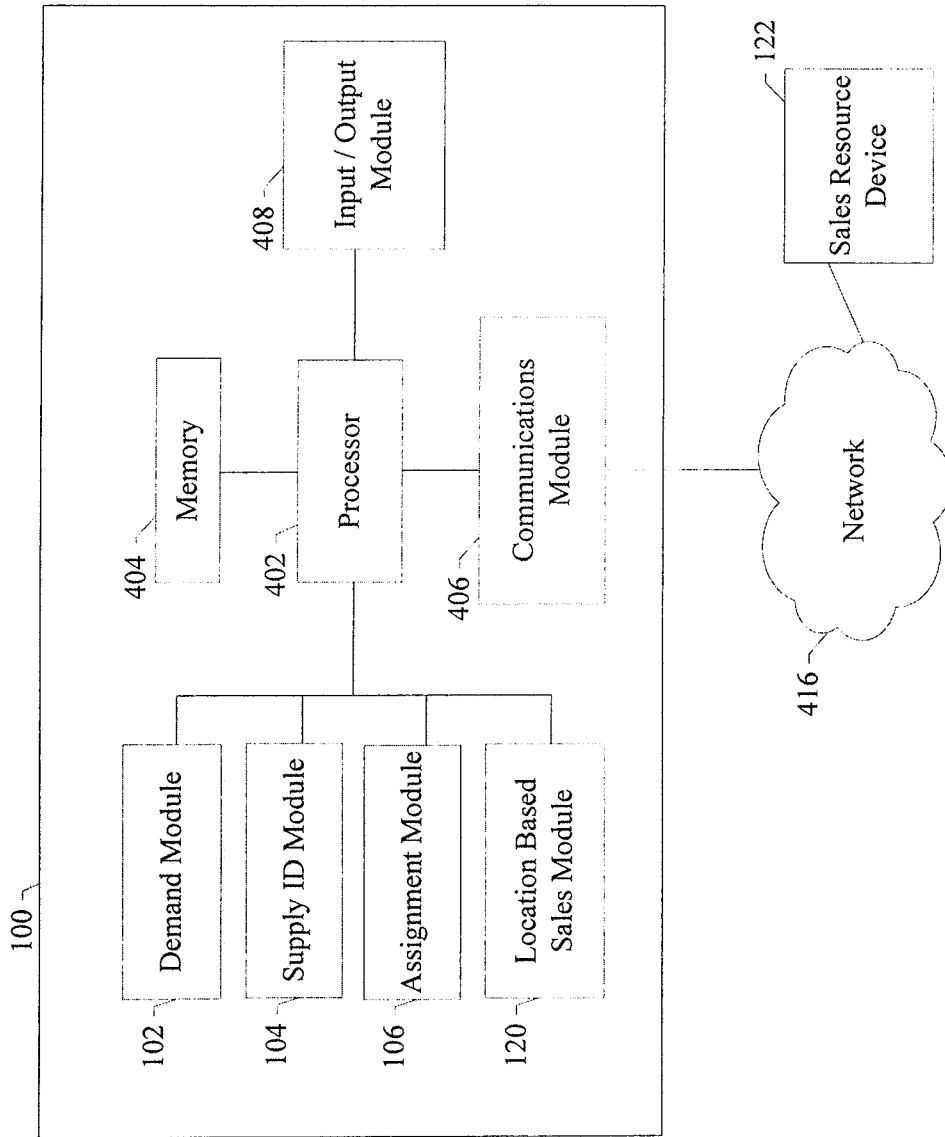 100
102
Demand Module
104
Supply ID Module
106
Assignment Module
120
Location Based
Sales Module
404
Memory
402
Processor
406
Communications
Module
408
Input / Output
Module
416
Network
122
Sales Resource
Device